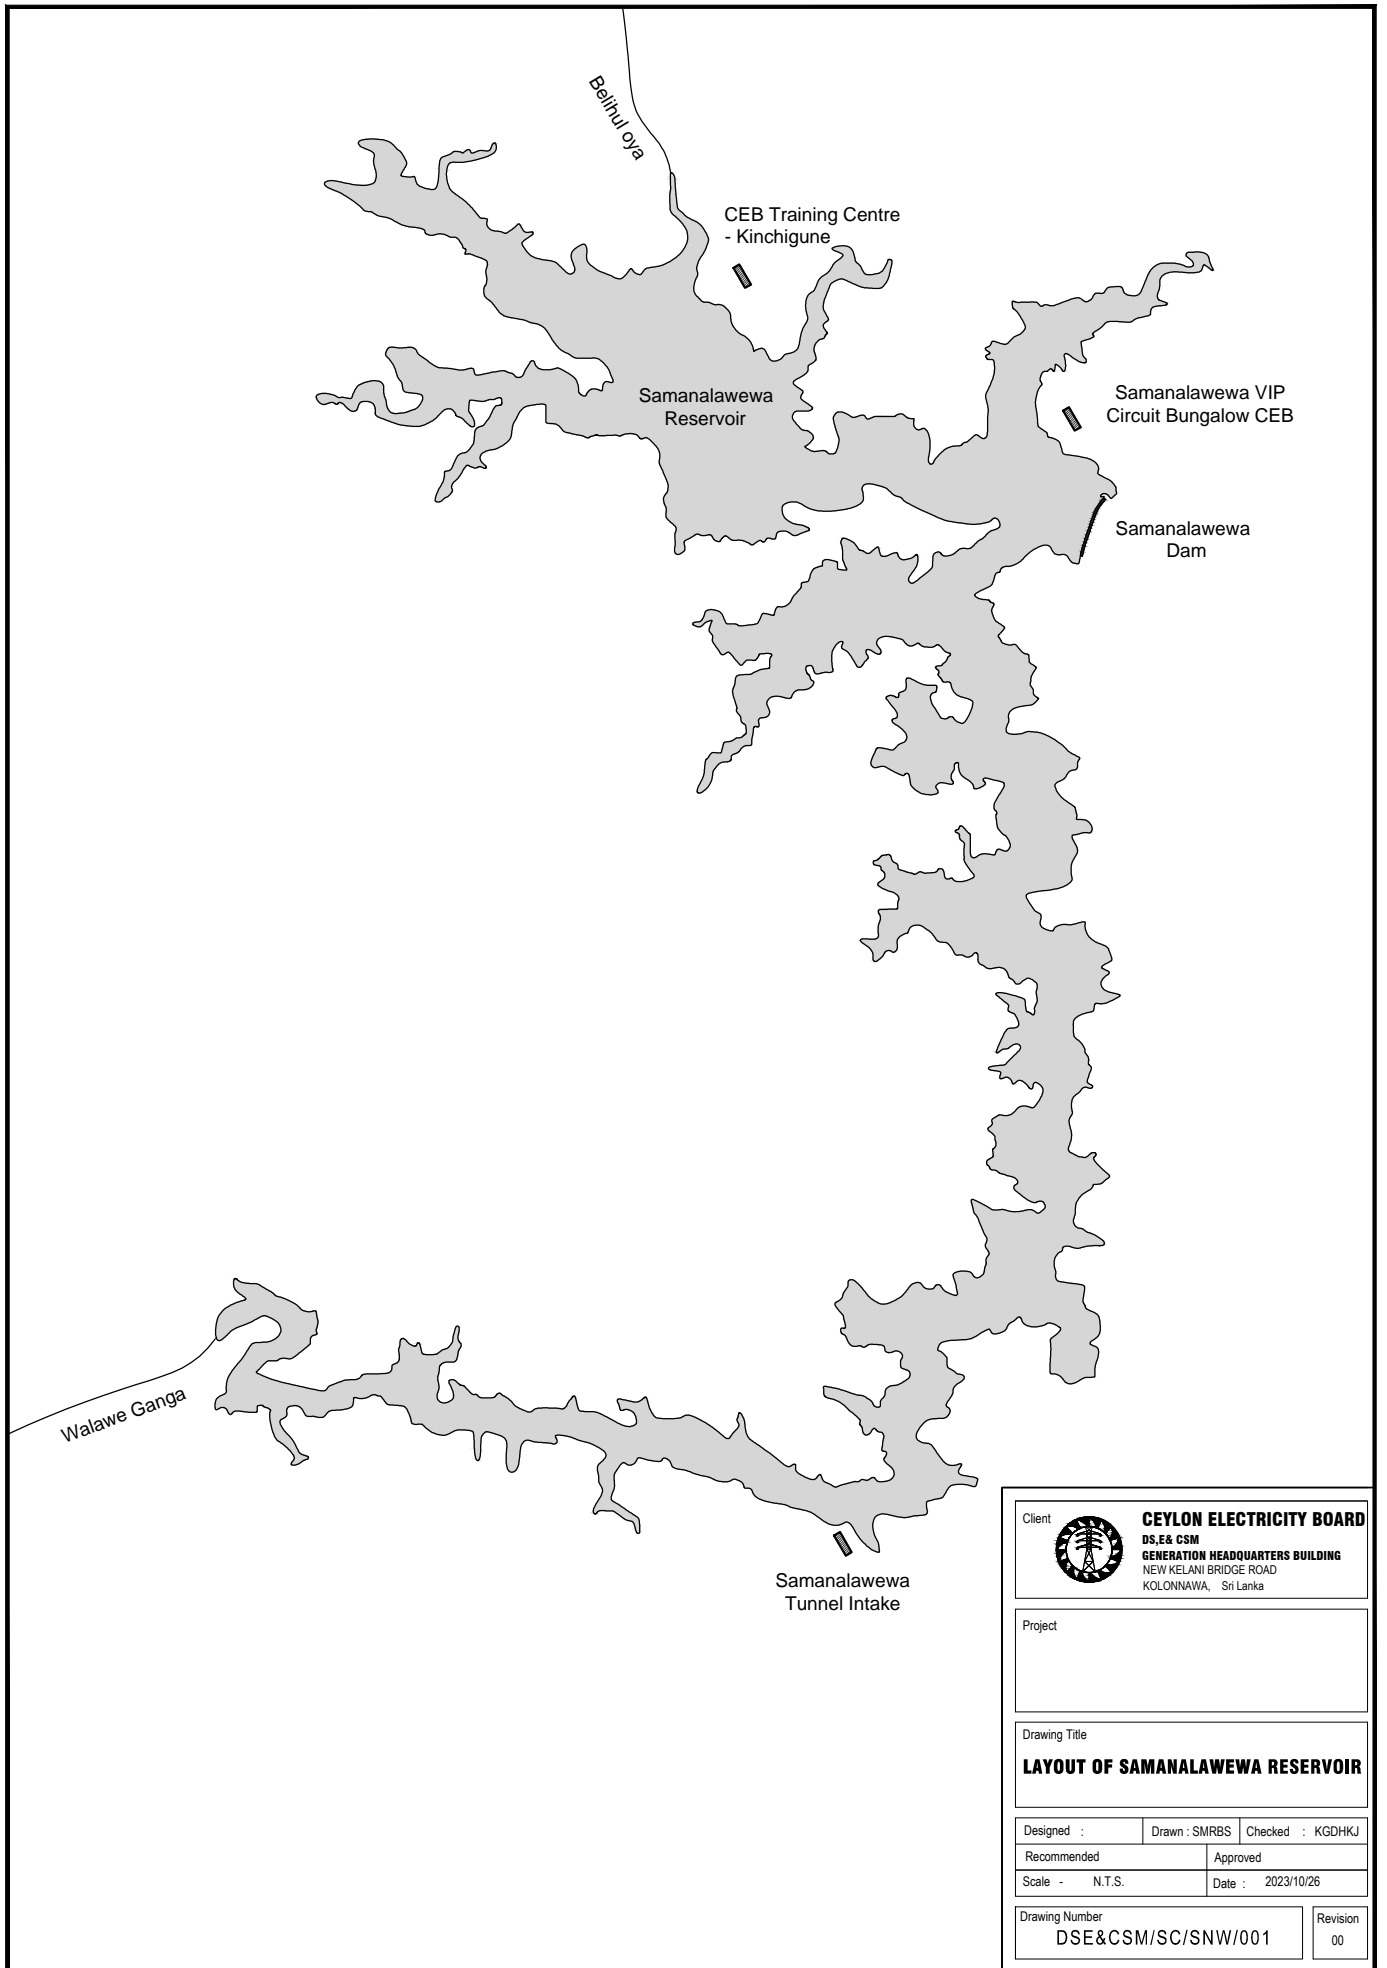 Belihul oya
CEB Training Centre
- Kinchigune
Samanalawewa
Reservoir
Samanalawewa VIP
Circuit Bungalow CEB
Samanalawewa
Dam
Walawe Ganga
Samanalawewa
Tunnel Intake
Client
CEYLON ELECTRICITY BOARD
DS,E& CSM
GENERATION HEADQUARTERS BUILDING
NEW KELANI BRIDGE ROAD
KOLONNAWA, Sri Lanka
Project
Drawing Title
LAYOUT OF SAMANALAWEWA RESERVOIR
Designed : Drawn : SMRBS Checked : KGDHKJ
Recommended Approved
Scale - N.T.S. Date : 2023/10/26
Drawing Number Revision
DSE&CSM/SC/SNW/001 00